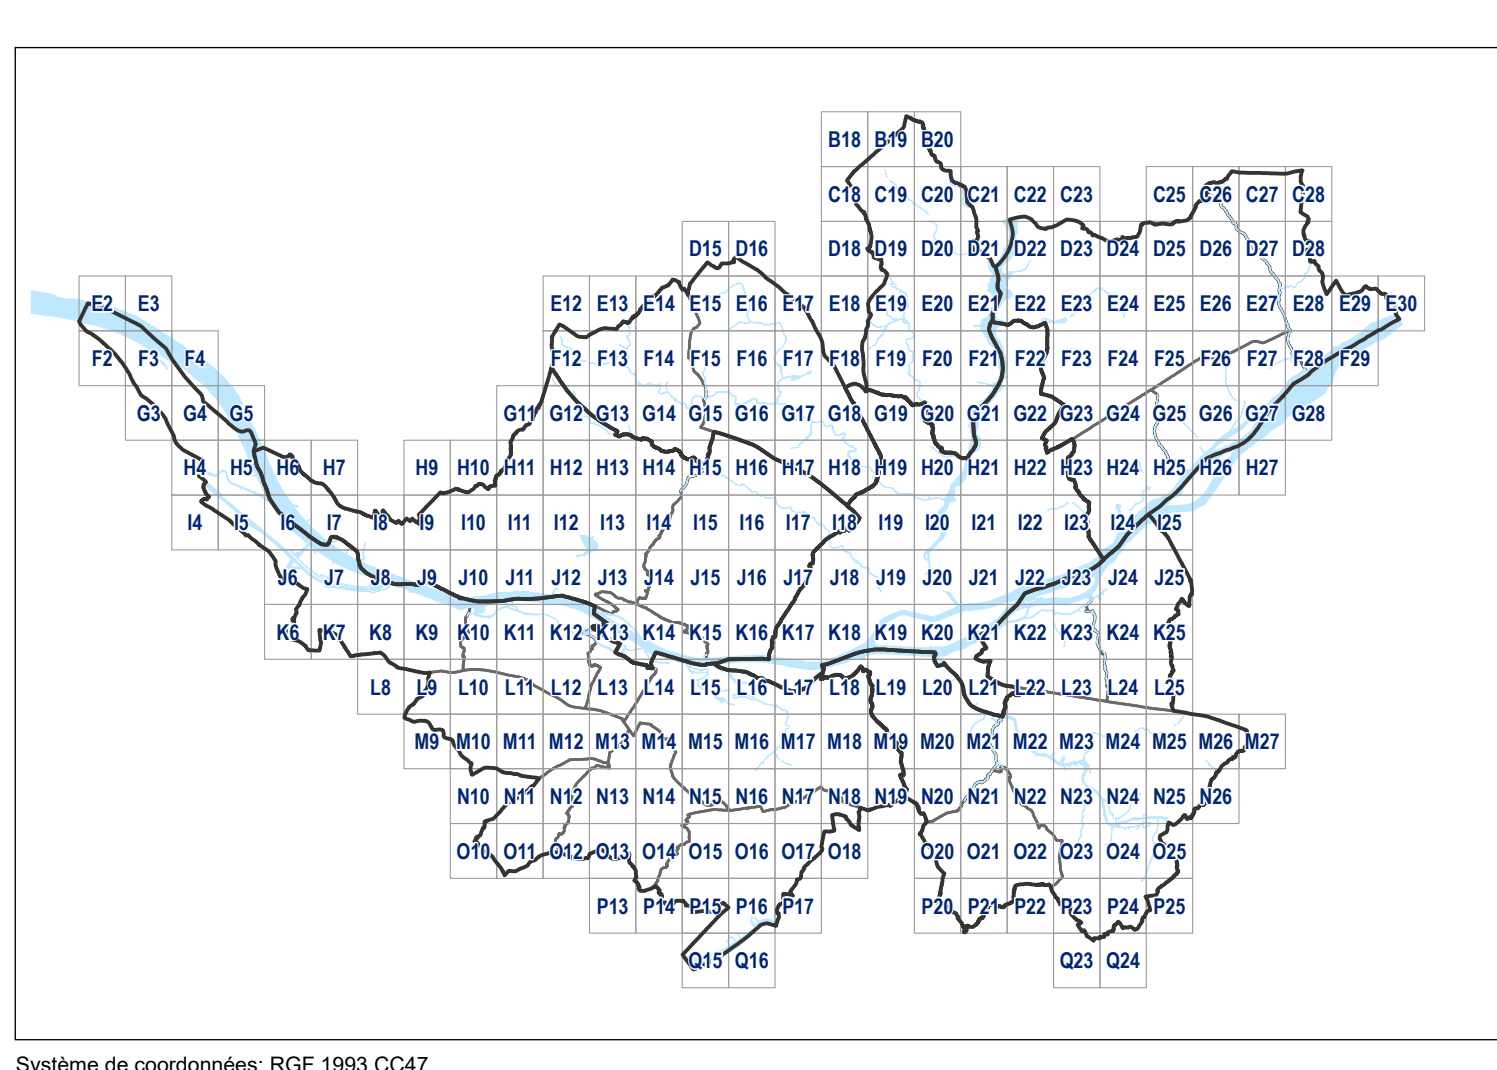 B18 B19 B20
C18 C19 C20 C21 C22 C23 C25 C26 C27 C28
D15 D16 D18 D19 D20 D21 D22 D23 D24 D25 D26 D27 D28
E2 E3 E12 E13 E14 E15 E16 E17 E18 E19 E20 E21 E22 E23 E24 E25 E26 E27 E28 E29 E30
F2 F3 F4 F12 F13 F14 F15 F16 F17 F18 F19 F20 F21 F22 F23 F24 F25 F26 F27 F28 F29
G3 G4 G5 G11 G12 G13 G14 G15 G16 G17 G18 G19 G20 G21 G22 G23 G24 G25 G26 G27 G28
H4 H5 H6 H7 H9 H10 H11 H12 H13 H14 H15 H16 H17 H18 H19 H20 H21 H22 H23 H24 H25 H26 H27
I4 I5 I6 I7 I8 I9 I10 I11 I12 I13 I14 I15 I16 I17 I18 I19 I20 I21 I22 I23 I24 I25
J6 J7 J8 J9 J10 J11 J12 J13 J14 J15 J16 J17 J18 J19 J20 J21 J22 J23 J24 J25
K6 K7 K8 K9 K10 K11 K12 K13 K14 K15 K16 K17 K18 K19 K20 K21 K22 K23 K24 K25
L8 L9 L10 L11 L12 L13 L14 L15 L16 L17 L18 L19 L20 L21 L22 L23 L24 L25
M9 M10 M11 M12 M13 M14 M15 M16 M17 M18 M19 M20 M21 M22 M23 M24 M25 M26 M27
N10 N11 N12 N13 N14 N15 N16 N17 N18 N19 N20 N21 N22 N23 N24 N25 N26
O10 O11 O12 O13 O14 O15 O16 O17 O18 O20 O21 O22 O23 O24 O25
P13 P14 P15 P16 P17 P20 P21 P22 P23 P24 P25
Q15 Q16 Q23 Q24
Système de coordonnées: RGF 1993 CC47